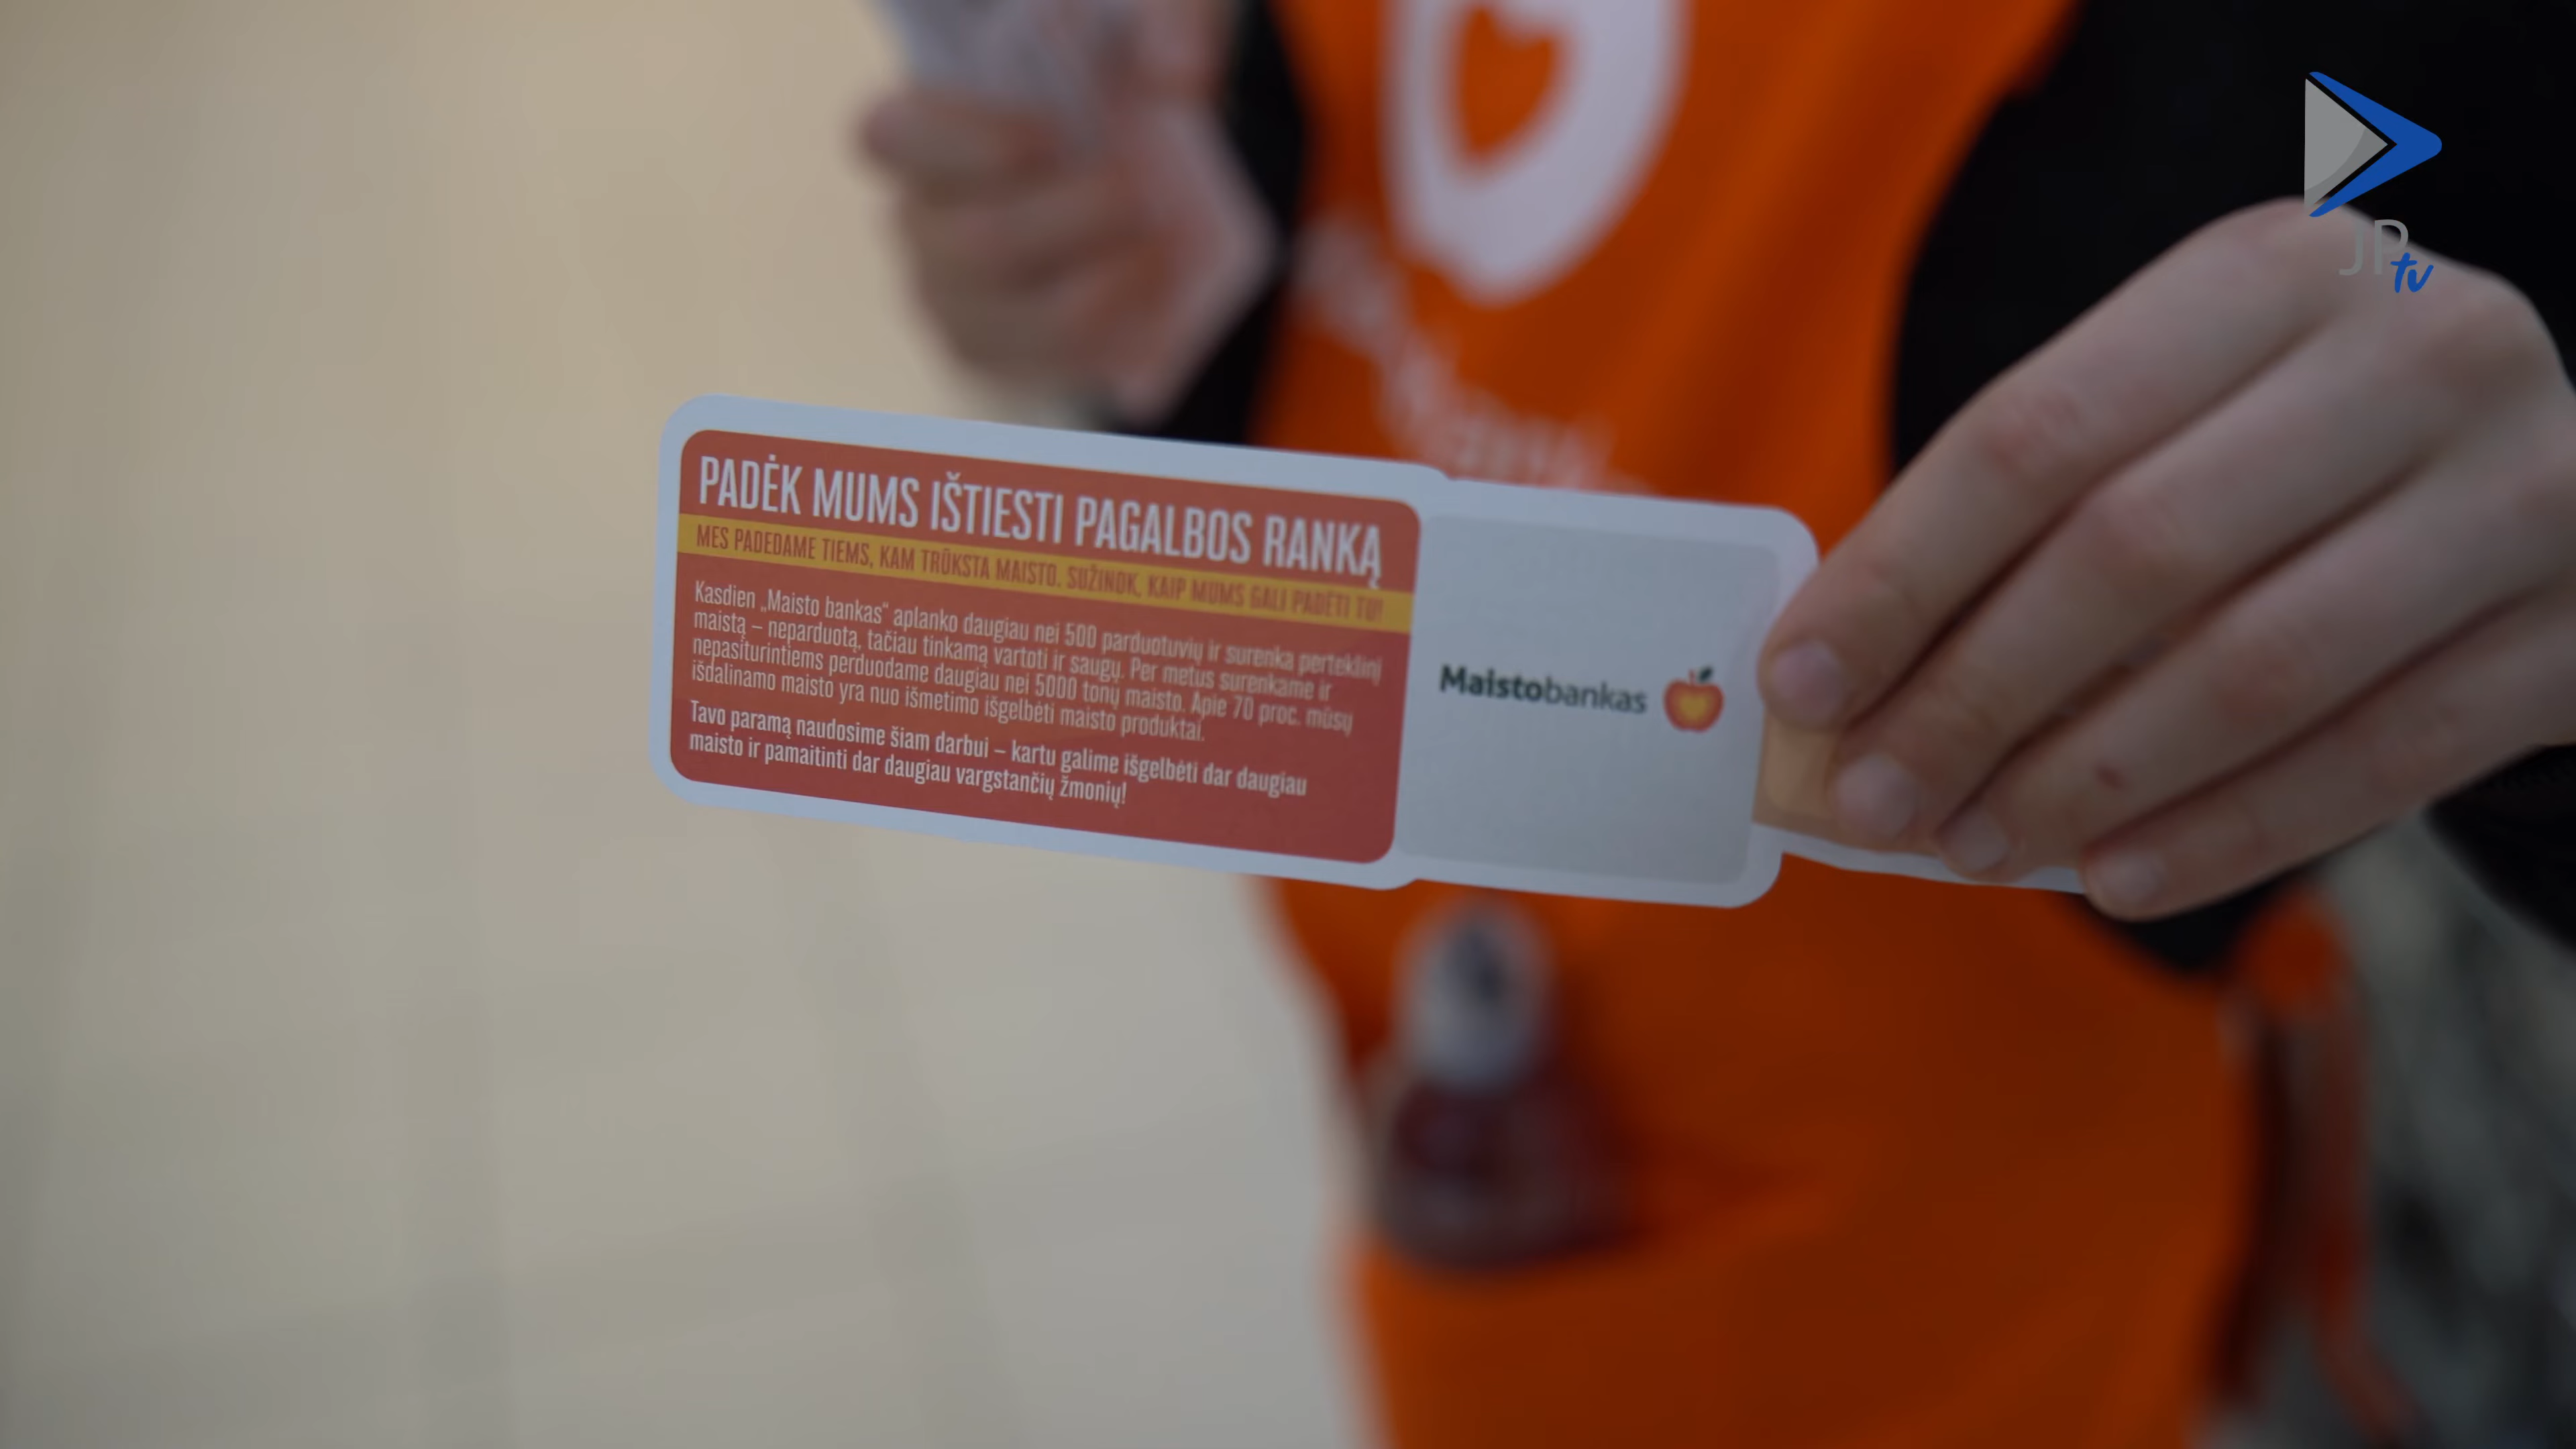 JP
tv
PADĖK MUMS IŠTIESTI PAGALBOS RANKĄ
MES PADEDAME TIEMS, KAM TRŪKSTA MAISTO. SUŽINOK, KAIP MUMS GALI PADĖTI TU!
Kasdien „Maisto bankas“ aplanko daugiau nei 500 parduotuvių ir surenka perteklinį
maistą – neparduotą, tačiau tinkamą vartoti ir saugų. Per metus surenkame ir
nepasiturintiems perduodame daugiau nei 5000 tonų maisto. Apie 70 proc. mūsų
išdalinamo maisto yra nuo išmetimo išgelbėti maisto produktai.
Tavo paramą naudosime šiam darbui – kartu galime išgelbėti dar daugiau
maisto ir pamaitinti dar daugiau vargstančių žmonių!
Maistobankas